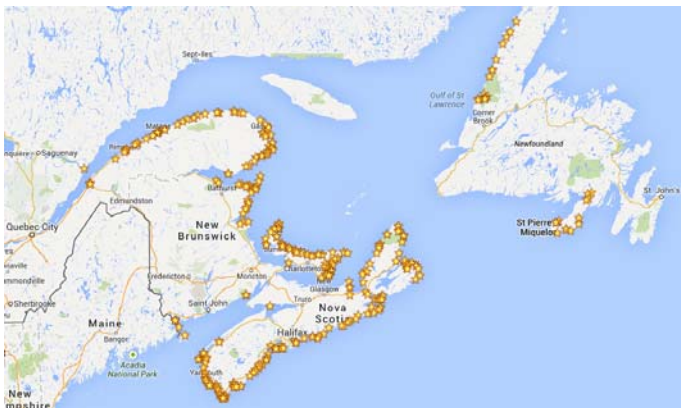 Sept-Iles
Gulf of St
Lawrence
Corner
Brook
Newfoundland
St John's
St Pierre
Miquelon
Saguenay
Edmundston
Bathurst
New
Brunswick
Quebec City
Fredericton
Moncton
Charlottetown
New
Glasgow
Truro
Saint John
Nova
Scotia
Halifax
Sherbrooke
Maine
Bangor
Acadia
National Park
Yarmouth
New
mpshire